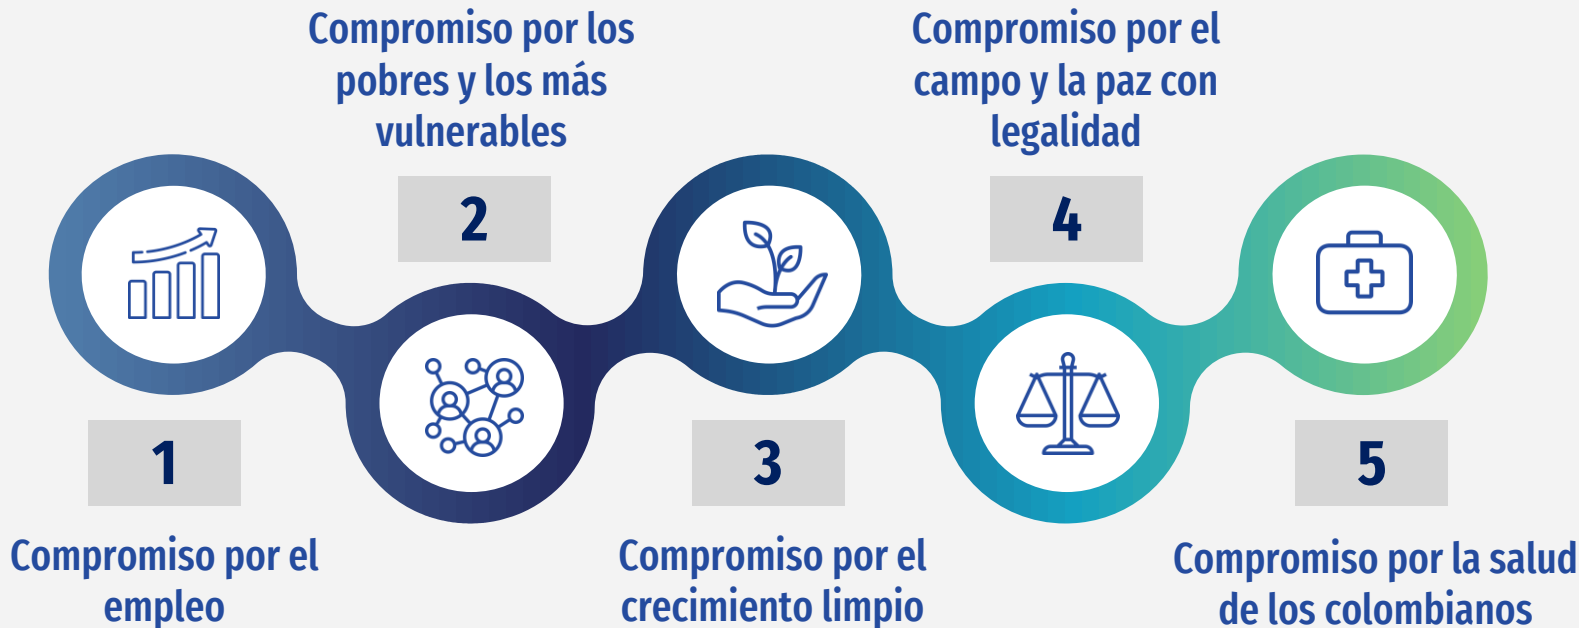 1
Compromiso por el
empleo
Compromiso por los
pobres y los más
vulnerables
2
3
Compromiso por el
crecimiento limpio
Compromiso por el
campo y la paz con
legalidad
4
5
Compromiso por la salud
de los colombianos